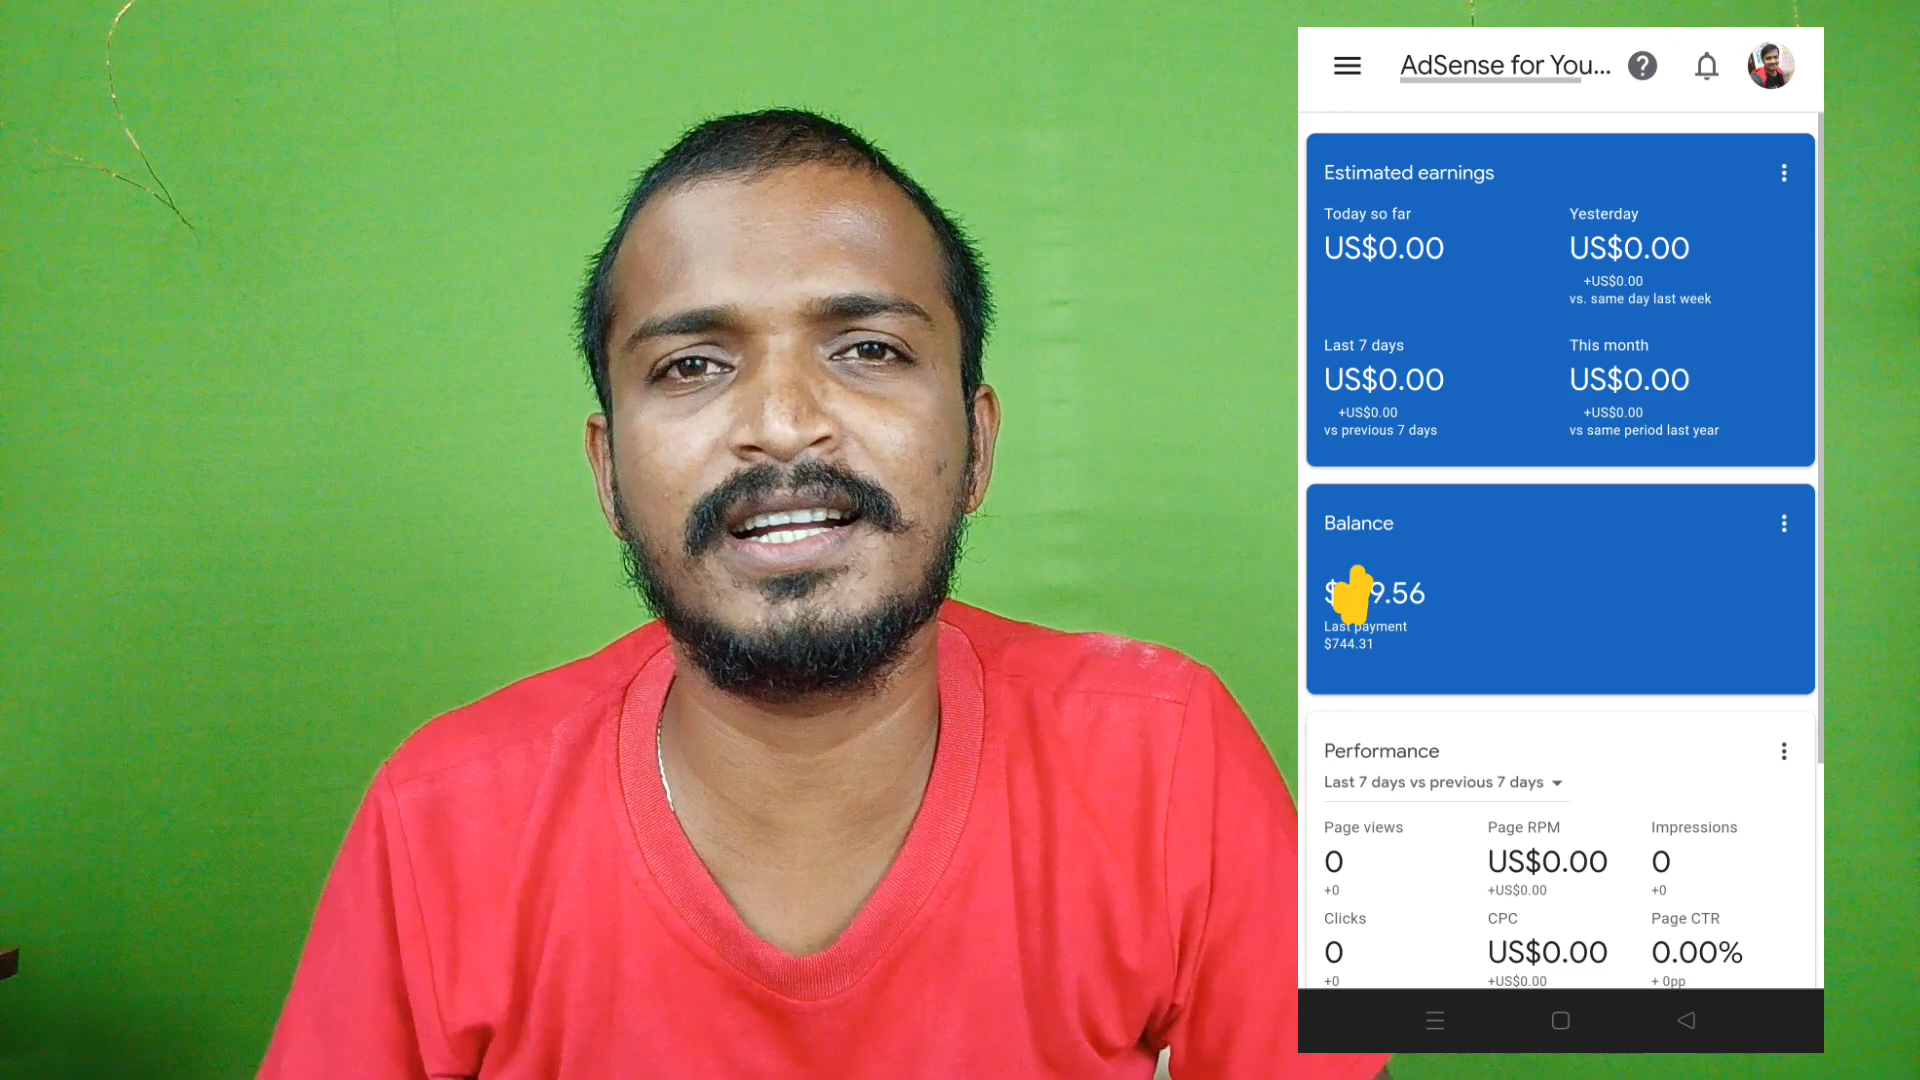 AdSense for You...
Estimated earnings
Today so far
Yesterday
US$0.00
US$0.00
+US$0.00
vs. same day last week
Last 7 days
This month
US$0.00
US$0.00
+US$0.00
+US$0.00
vs previous 7 days
vs same period last year
Balance
9.56
Last payment
$744.31
Performance
Last 7 days vs previous 7 days
Page views
Page RPM
Impressions
0
US$0.00
0
+0
+US$0.00
+0
Clicks
CPC
Page CTR
0
US$0.00
0.00%
+0
+US$0.00
+ 0pp